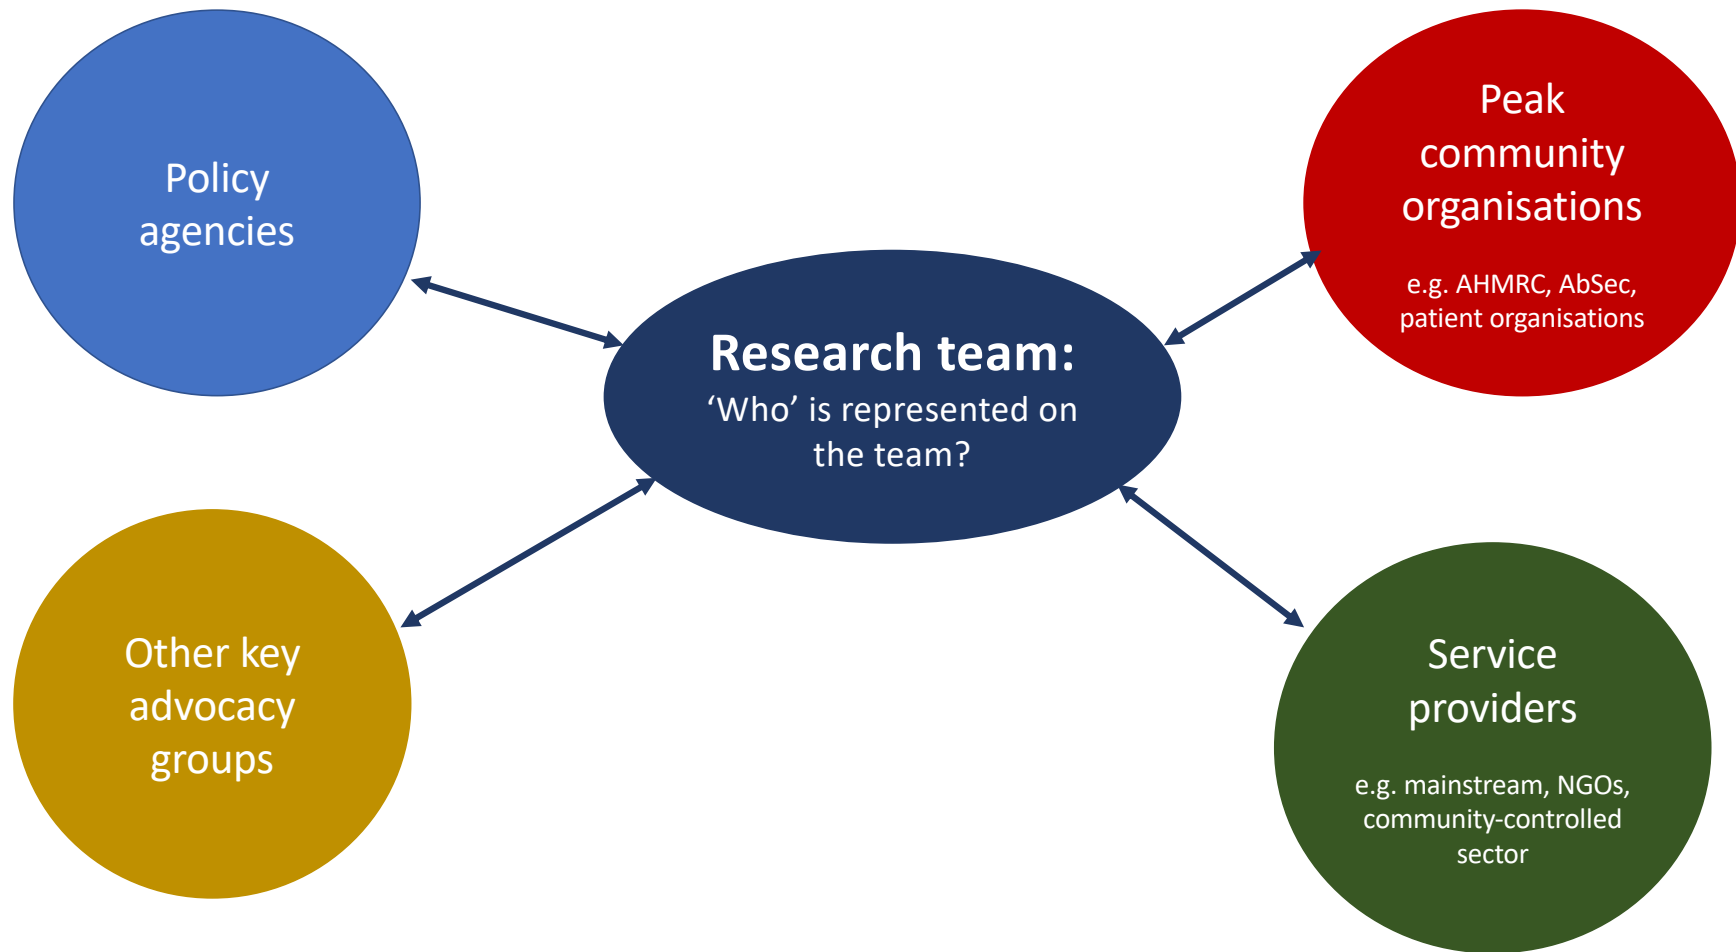 Policy
agencies
Peak
community
organisations
e.g. AHMRC, AbSec,
patient organisations
Research team:
‘Who’ is represented on
the team?
Other key
advocacy
groups
Service
providers
e.g. mainstream, NGOs,
community-controlled
sector